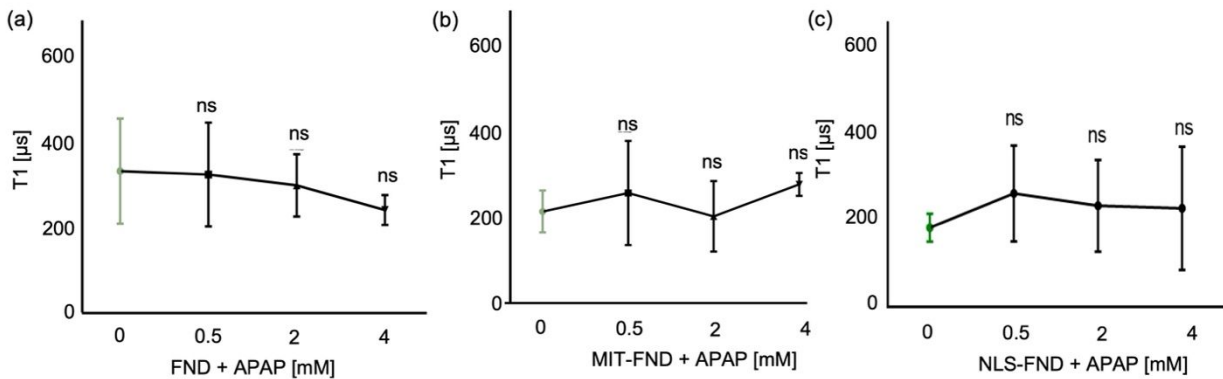 (a)
600
400
200
0
T1 [µs]
ns
ns
ns
0 0.5 2 4
FND + APAP [mM]
(b)
600
400
200
0
T1 [µs]
ns
ns
ns
0 0.5 2 4
MIT-FND + APAP [mM]
(c)
600
400
200
0
T1 [µs]
ns
ns
ns
0 0.5 2 4
NLS-FND + APAP [mM]